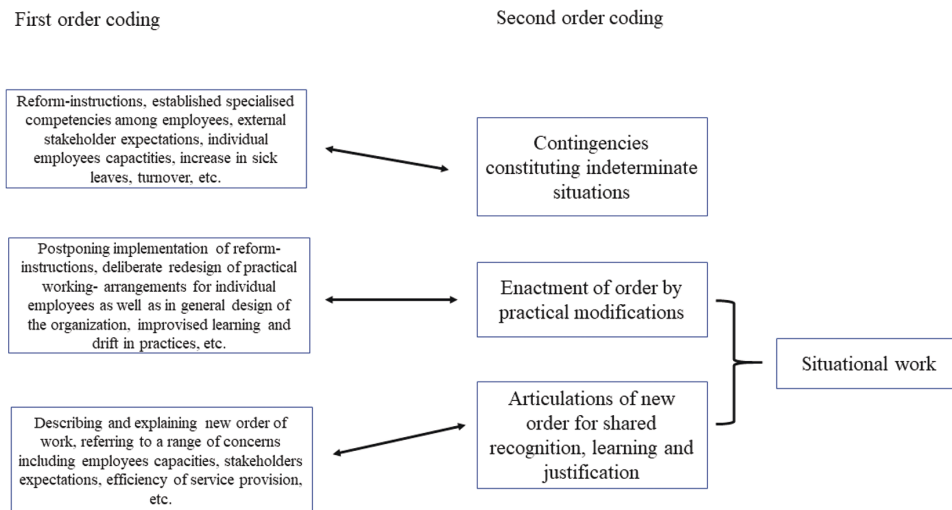 First order coding
Second order coding
Reform-instructions, established specialised
competencies among employees, external
stakeholder expectations, individual
employees capactities, increase in sick
leaves, turnover, etc.
Contingencies
constituting indeterminate
situations
Postponing implementation of reform-
instructions, deliberate redesign of practical
working- arrangements for individual
employees as well as in general design of
the organization, improvised learning and
drift in practices, etc.
Enactment of order by
practical modifications
Situational work
Describing and explaining new order of
work, referring to a range of concerns
including employees capacities, stakeholders
expectations, efficiency of service provision,
etc.
Articulations of new
order for shared
recognition, learning and
justification